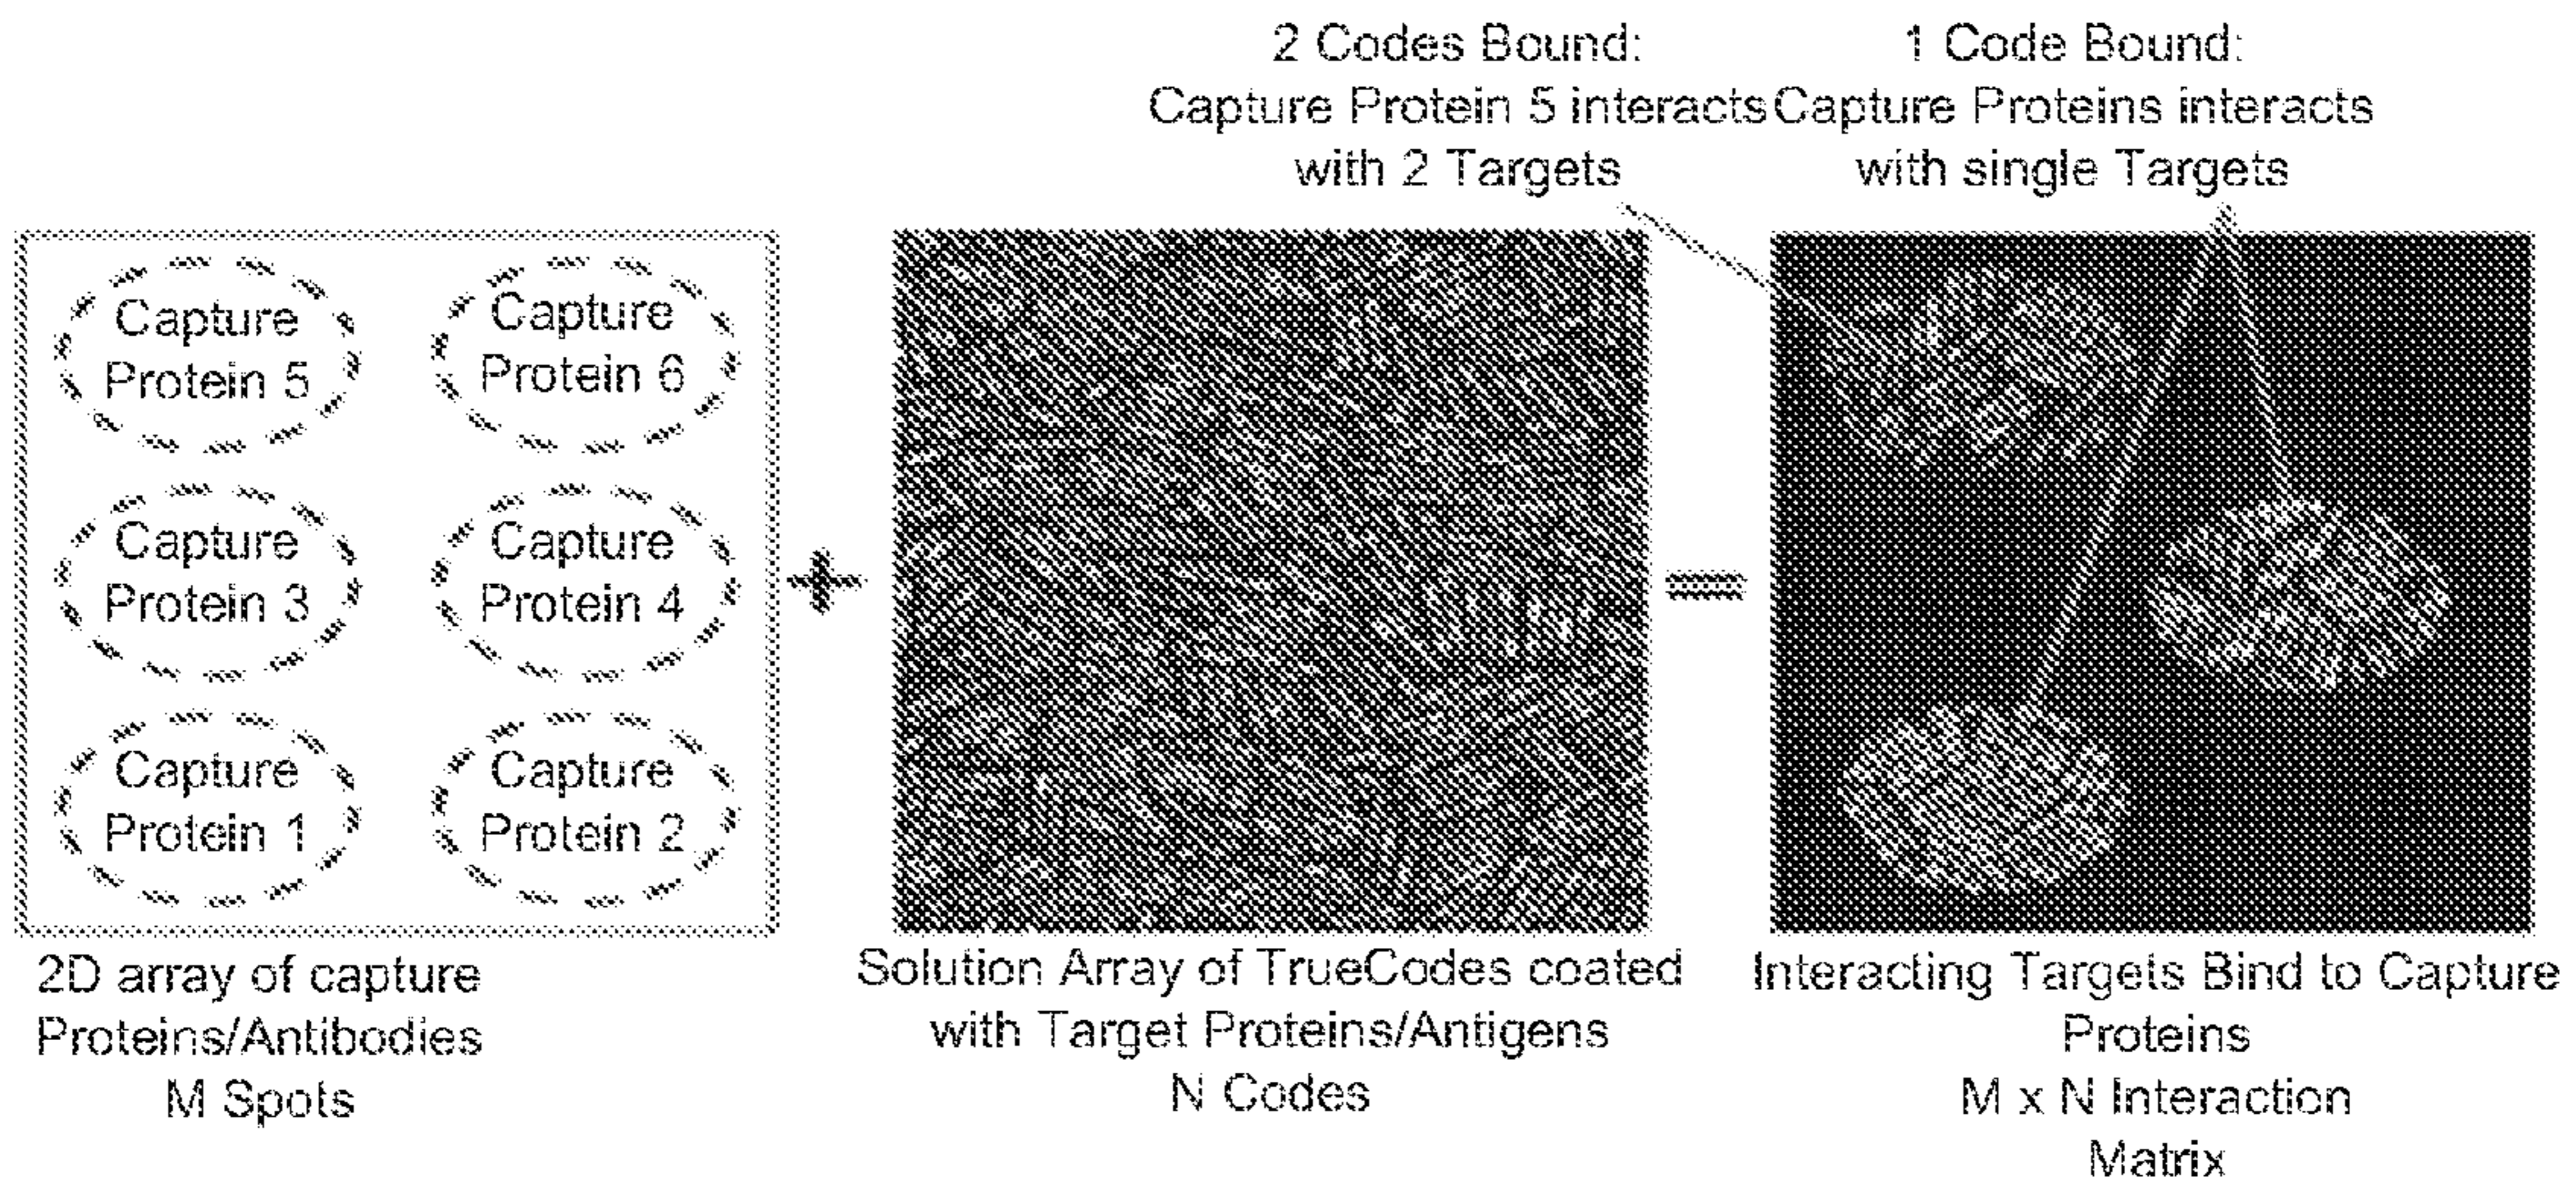 2 Codes Bound:
Capture Protein 5 interacts
with 2 Targets
1 Code Bound:
Capture Proteins interacts
with single Targets
Capture
Protein 5
Capture
Protein 6
Capture
Protein 3
Capture
Protein 4
Capture
Protein 1
Capture
Protein 2
+
=
2D array of capture
Proteins/Antibodies
M Spots
Solution Array of TrueCodes coated
with Target Proteins/Antigens
N Codes
Interacting Targets Bind to Capture
Proteins
M x N Interaction
Matrix